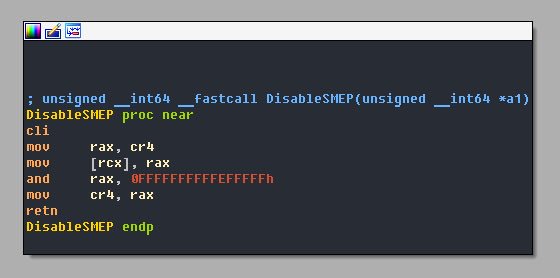 ; unsigned __int64 __fastcall DisableSMEP(unsigned __int64 *a1)
DisableSMEP proc near
cli
mov rax, cr4
mov [rcx], rax
and rax, 0FFFFFFFFFFEFFFFFh
mov cr4, rax
retn
DisableSMEP endp